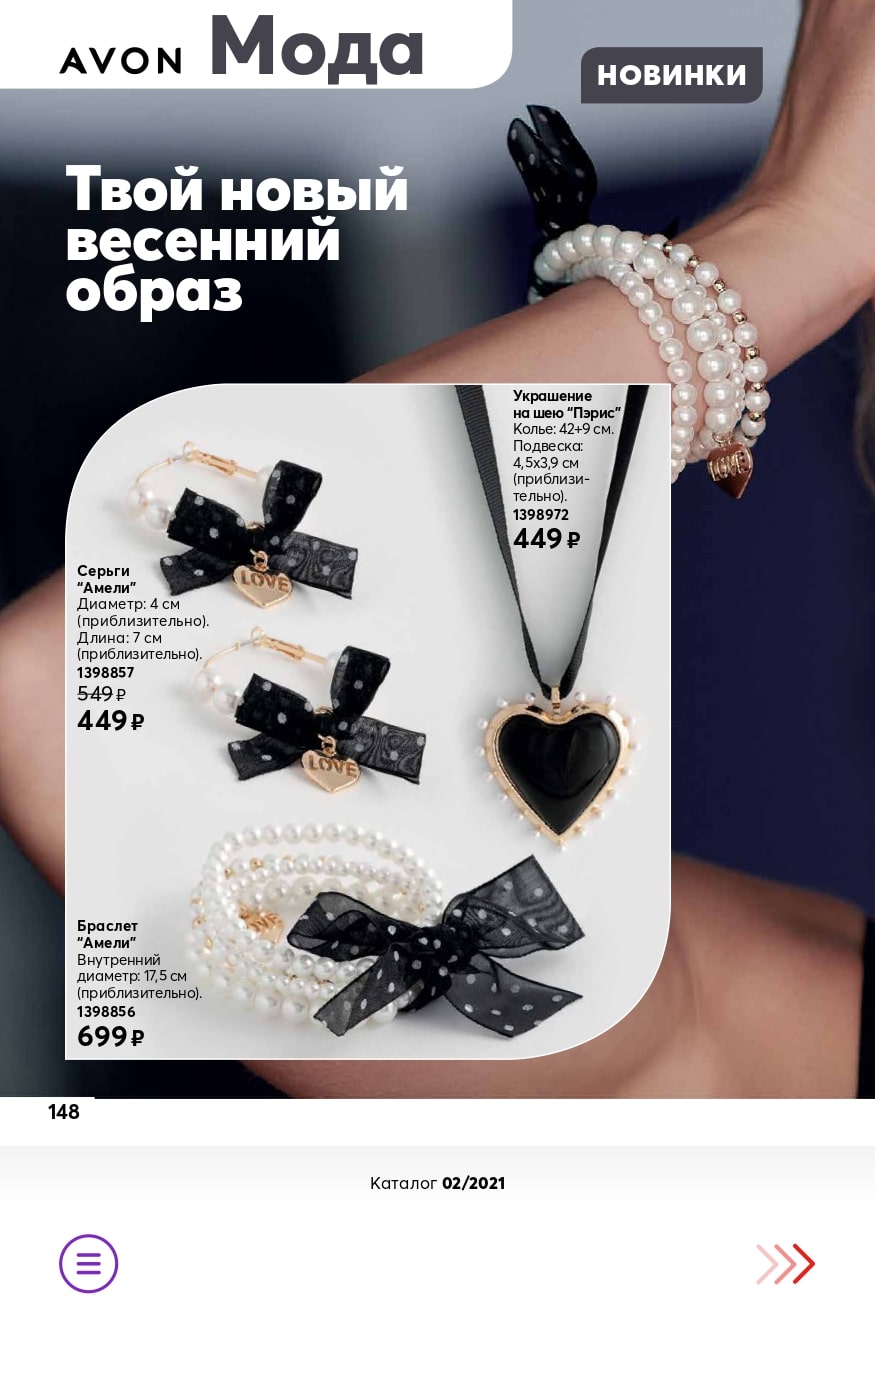 AVON Мода
НОВИНКИ
Твой новый
весенний
образ
Украшение
на шею “Пэрис”
Колье: 42+9 см.
Подвеска:
4,5х3,9 см
(приблизи-
тельно).
1398972
449 ₽
Серьги
“Амели”
Диаметр: 4 см
(приблизительно).
Длина: 7 см
(приблизительно).
1398857
549 ₽
449 ₽
Браслет
“Амели”
Внутренний
диаметр: 17,5 см
(приблизительно).
1398856
699 ₽
LOVE
LOVE
LOVE
148
Каталог 02/2021